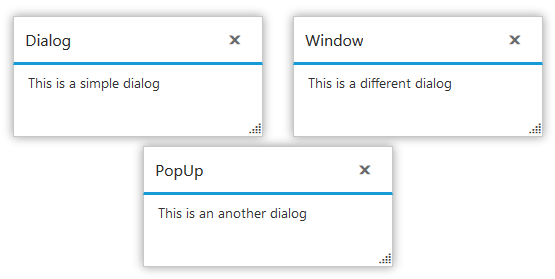 Dialog
This is a simple dialog
Window
This is a different dialog
PopUp
This is an another dialog